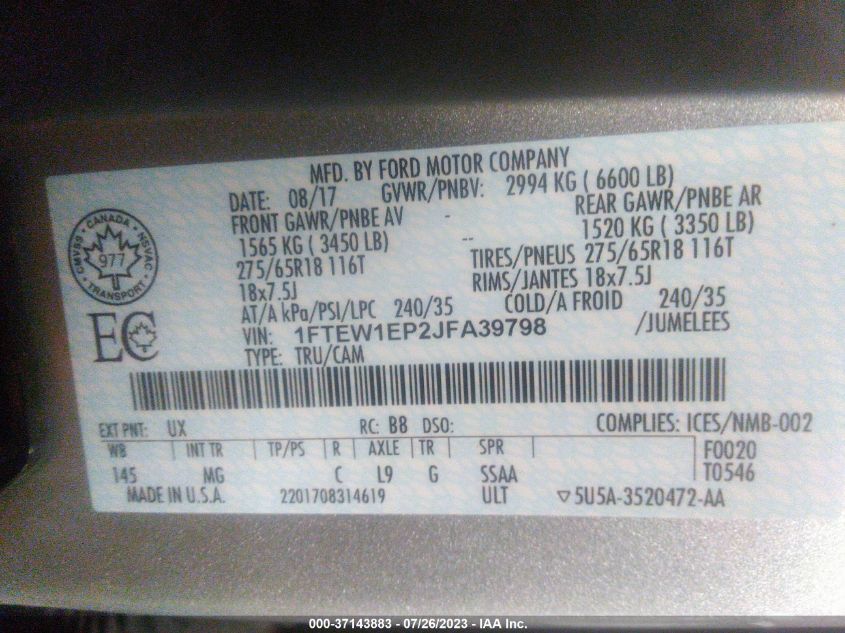 MFD. BY FORD MOTOR COMPANY
DATE: 08/17 GVWR/PNBV: 2994 KG ( 6600 LB)
FRONT GAWR/PNBE AV - REAR GAWR/PNBE AR
1565 KG ( 3450 LB) -- 1520 KG ( 3350 LB)
275/65R18 116T TIRES/PNEUS 275/65R18 116T
18x7.5J RIMS/JANTES 18x7.5J
AT/A kPa/PSI/LPC 240/35 COLD/A FROID 240/35
VIN: 1FTEW1EP2JFA39798 /JUMELEES
TYPE: TRU/CAM
CMVSS · CANADA · NSVAC · TRANSPORT
977
EC
EXT PNT: UX RC: B8 DSO: COMPLIES: ICES/NMB-002
WB INT TR TP/PS R AXLE TR SPR F0020
145 MG C L9 G SSAA T0546
MADE IN U.S.A. 2201708314619 ULT ▽5U5A-3520472-AA
000-37143883 - 07/26/2023 - IAA Inc.